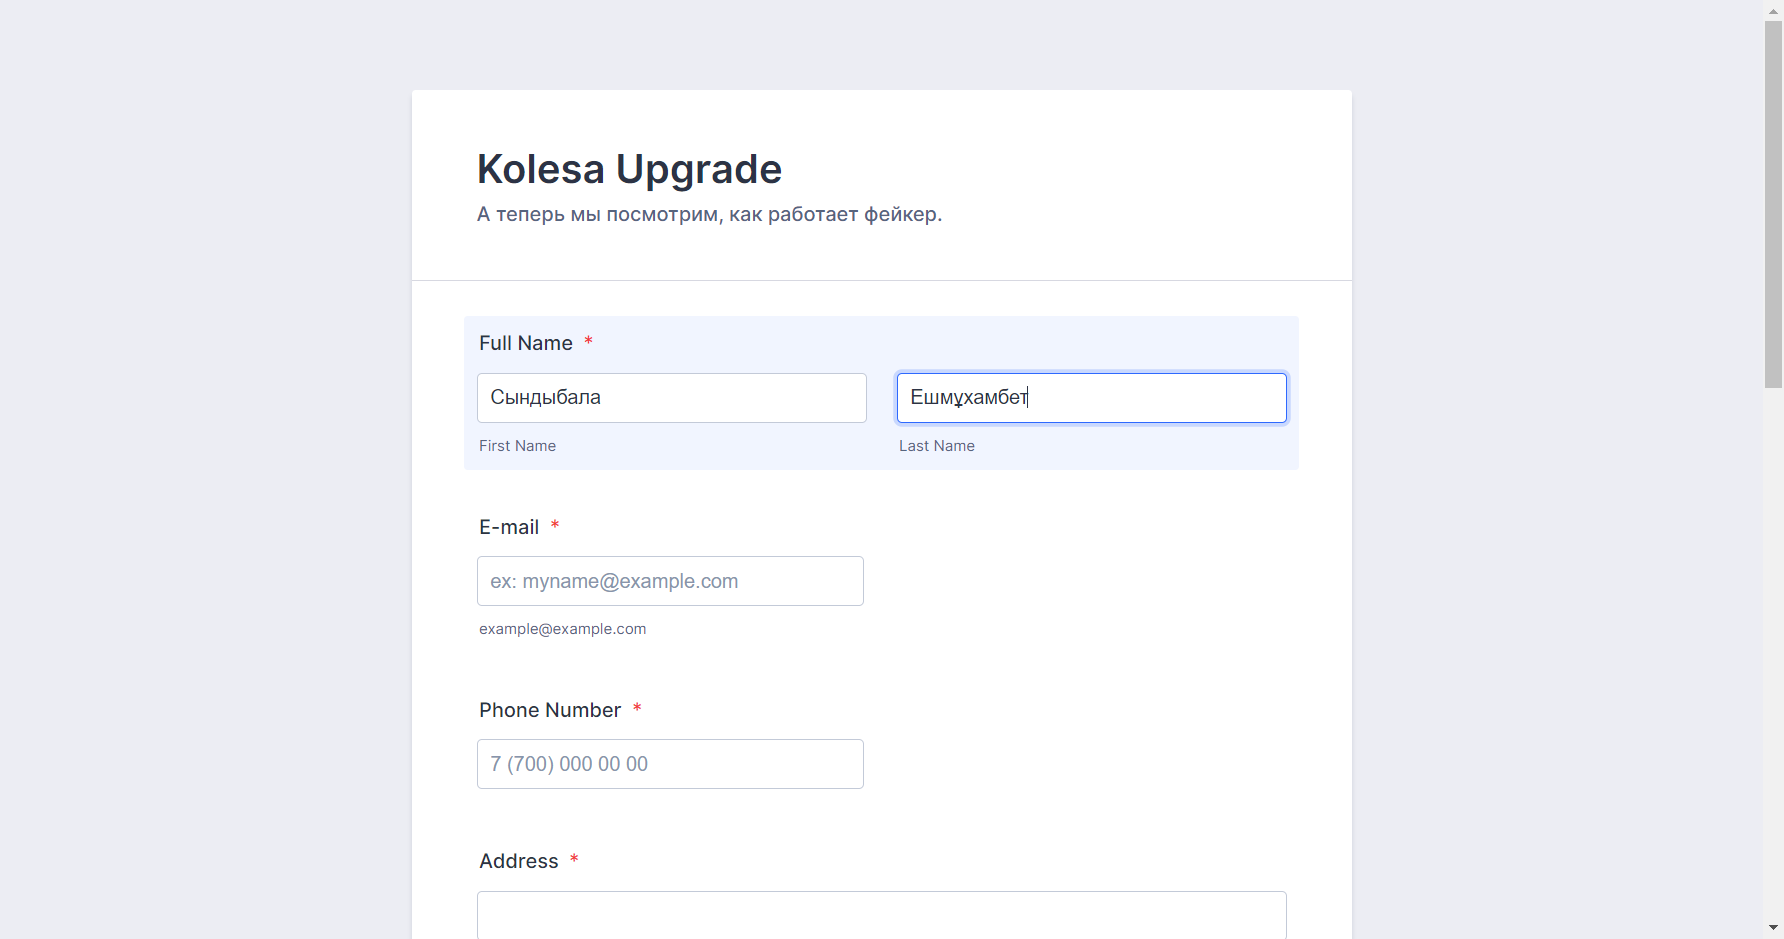 Kolesa Upgrade
А теперь мы посмотрим, как работает фейкер.
Full Name *
Сындыбала
Ешмұхамбет
First Name
Last Name
E-mail *
ex: myname@example.com
example@example.com
Phone Number *
7 (700) 000 00 00
Address *